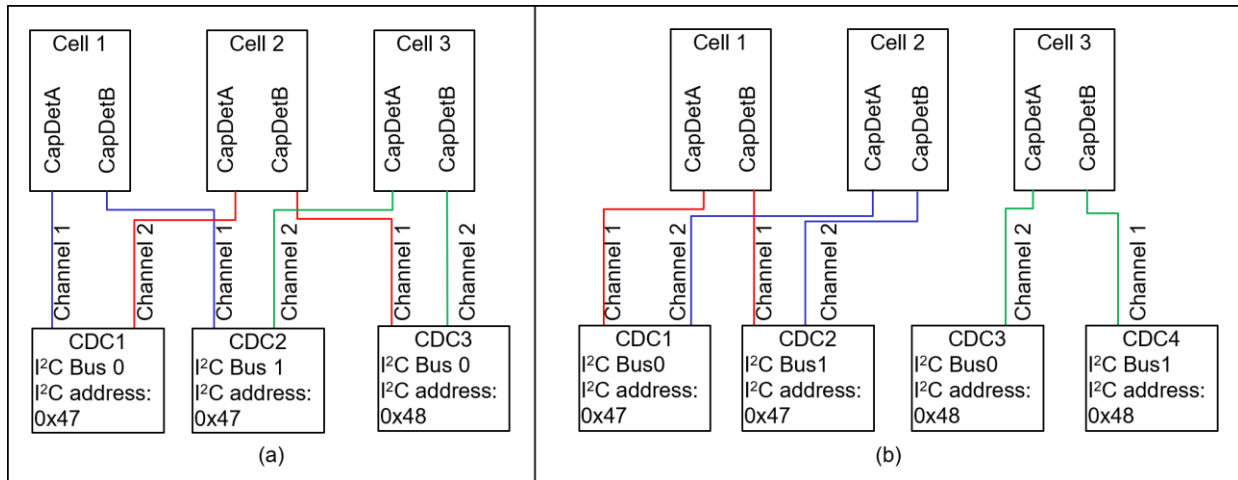 Cell 1
Cell 2
Cell 3
CapDetA
CapDetB
CapDetA
CapDetB
CapDetA
CapDetB
Channel 1
Channel 2
Channel 1
Channel 2
Channel 1
Channel 2
CDC1
I²C Bus 0
I²C address:
0x47
CDC2
I²C Bus 1
I²C address:
0x47
CDC3
I²C Bus 0
I²C address:
0x48
(a)
Cell 1
Cell 2
Cell 3
CapDetA
CapDetB
CapDetA
CapDetB
CapDetA
CapDetB
Channel 1
Channel 2
Channel 1
Channel 2
Channel 2
Channel 1
CDC1
I²C Bus0
I²C address:
0x47
CDC2
I²C Bus1
I²C address:
0x47
CDC3
I²C Bus0
I²C address:
0x48
CDC4
I²C Bus1
I²C address:
0x48
(b)